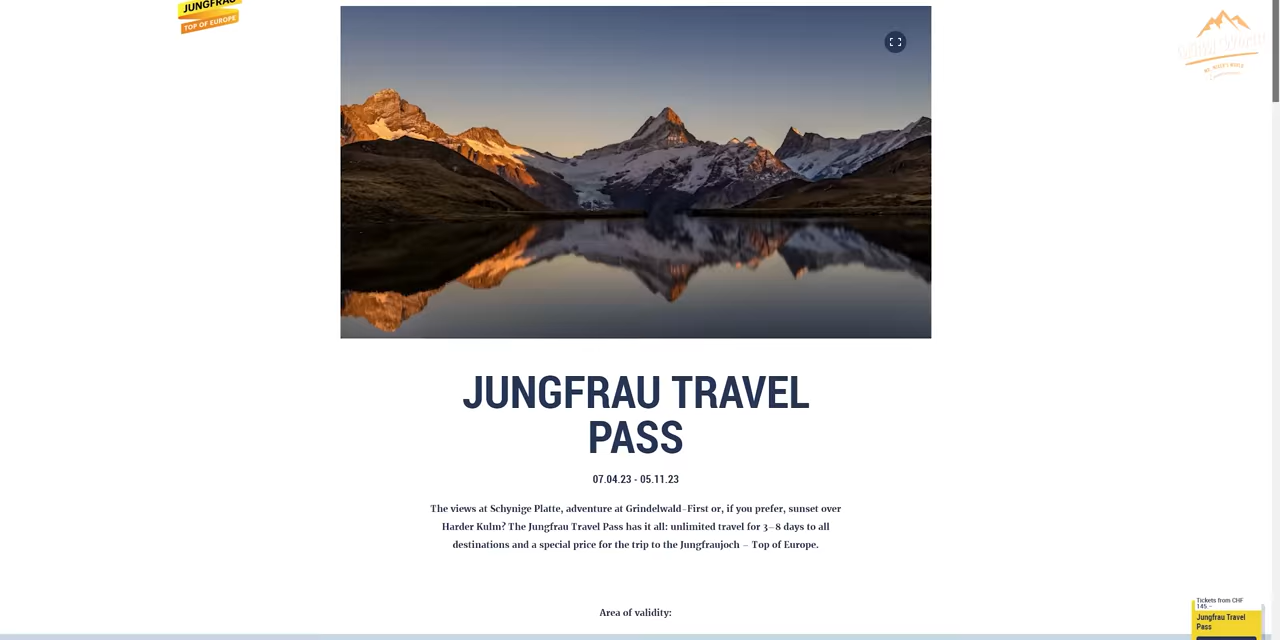 JUNGFRAU
TOP OF EUROPE
JUNGFRAU TRAVEL
PASS
07.04.23 - 05.11.23
The views at Schynige Platte, adventure at Grindelwald-First or, if you prefer, sunset over
Harder Kulm? The Jungfrau Travel Pass has it all: unlimited travel for 3–8 days to all
destinations and a special price for the trip to the Jungfraujoch – Top of Europe.
Area of validity:
Tickets from CHF
145.–
Jungfrau Travel
Pass